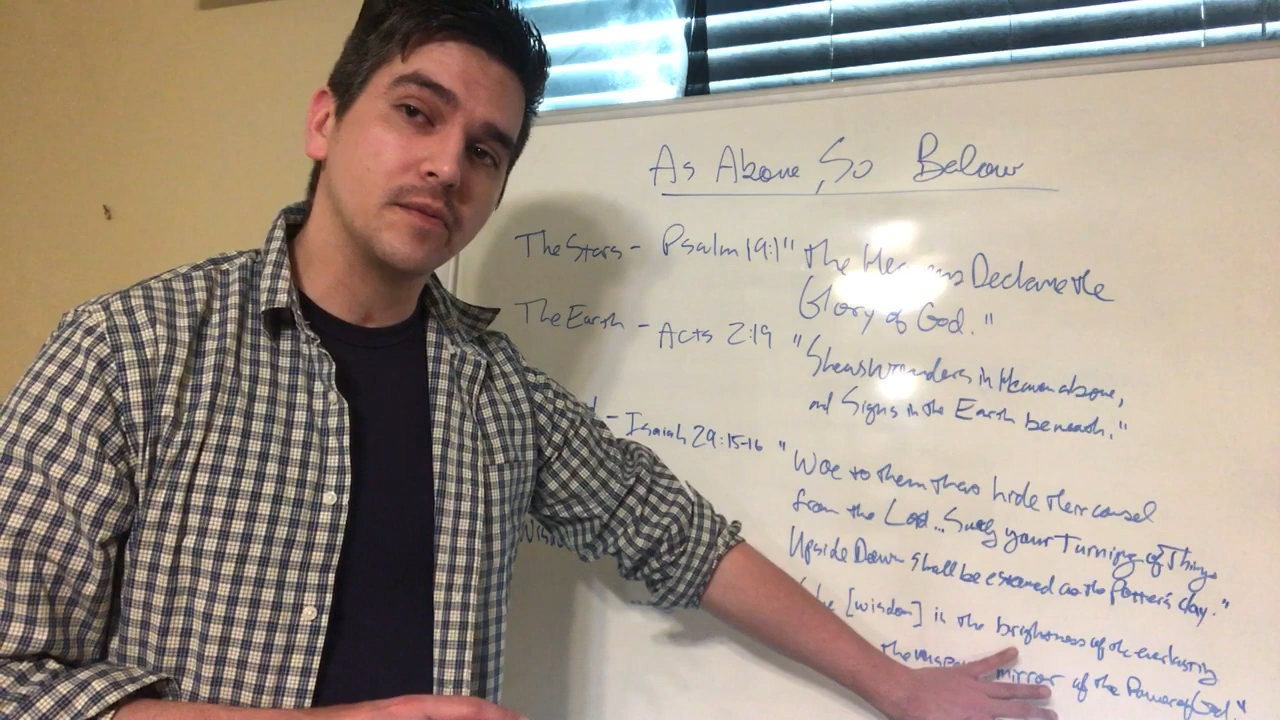 As Above, So Below
The Stars - Psalm 19:1 "the Heavens Declare the
Glory of God."
The Earth - Acts 2:19 "Shews wonders in Heaven above,
and Signs in the Earth beneath."
- Isaiah 29:15-16 "Woe to them that hide their counsel
from the Lord... Surely your Turning of Things
Upside Down shall be esteemed as the potter's clay."
[wisdom] is the brightness of the everlasting
the mirror of the Power of God."